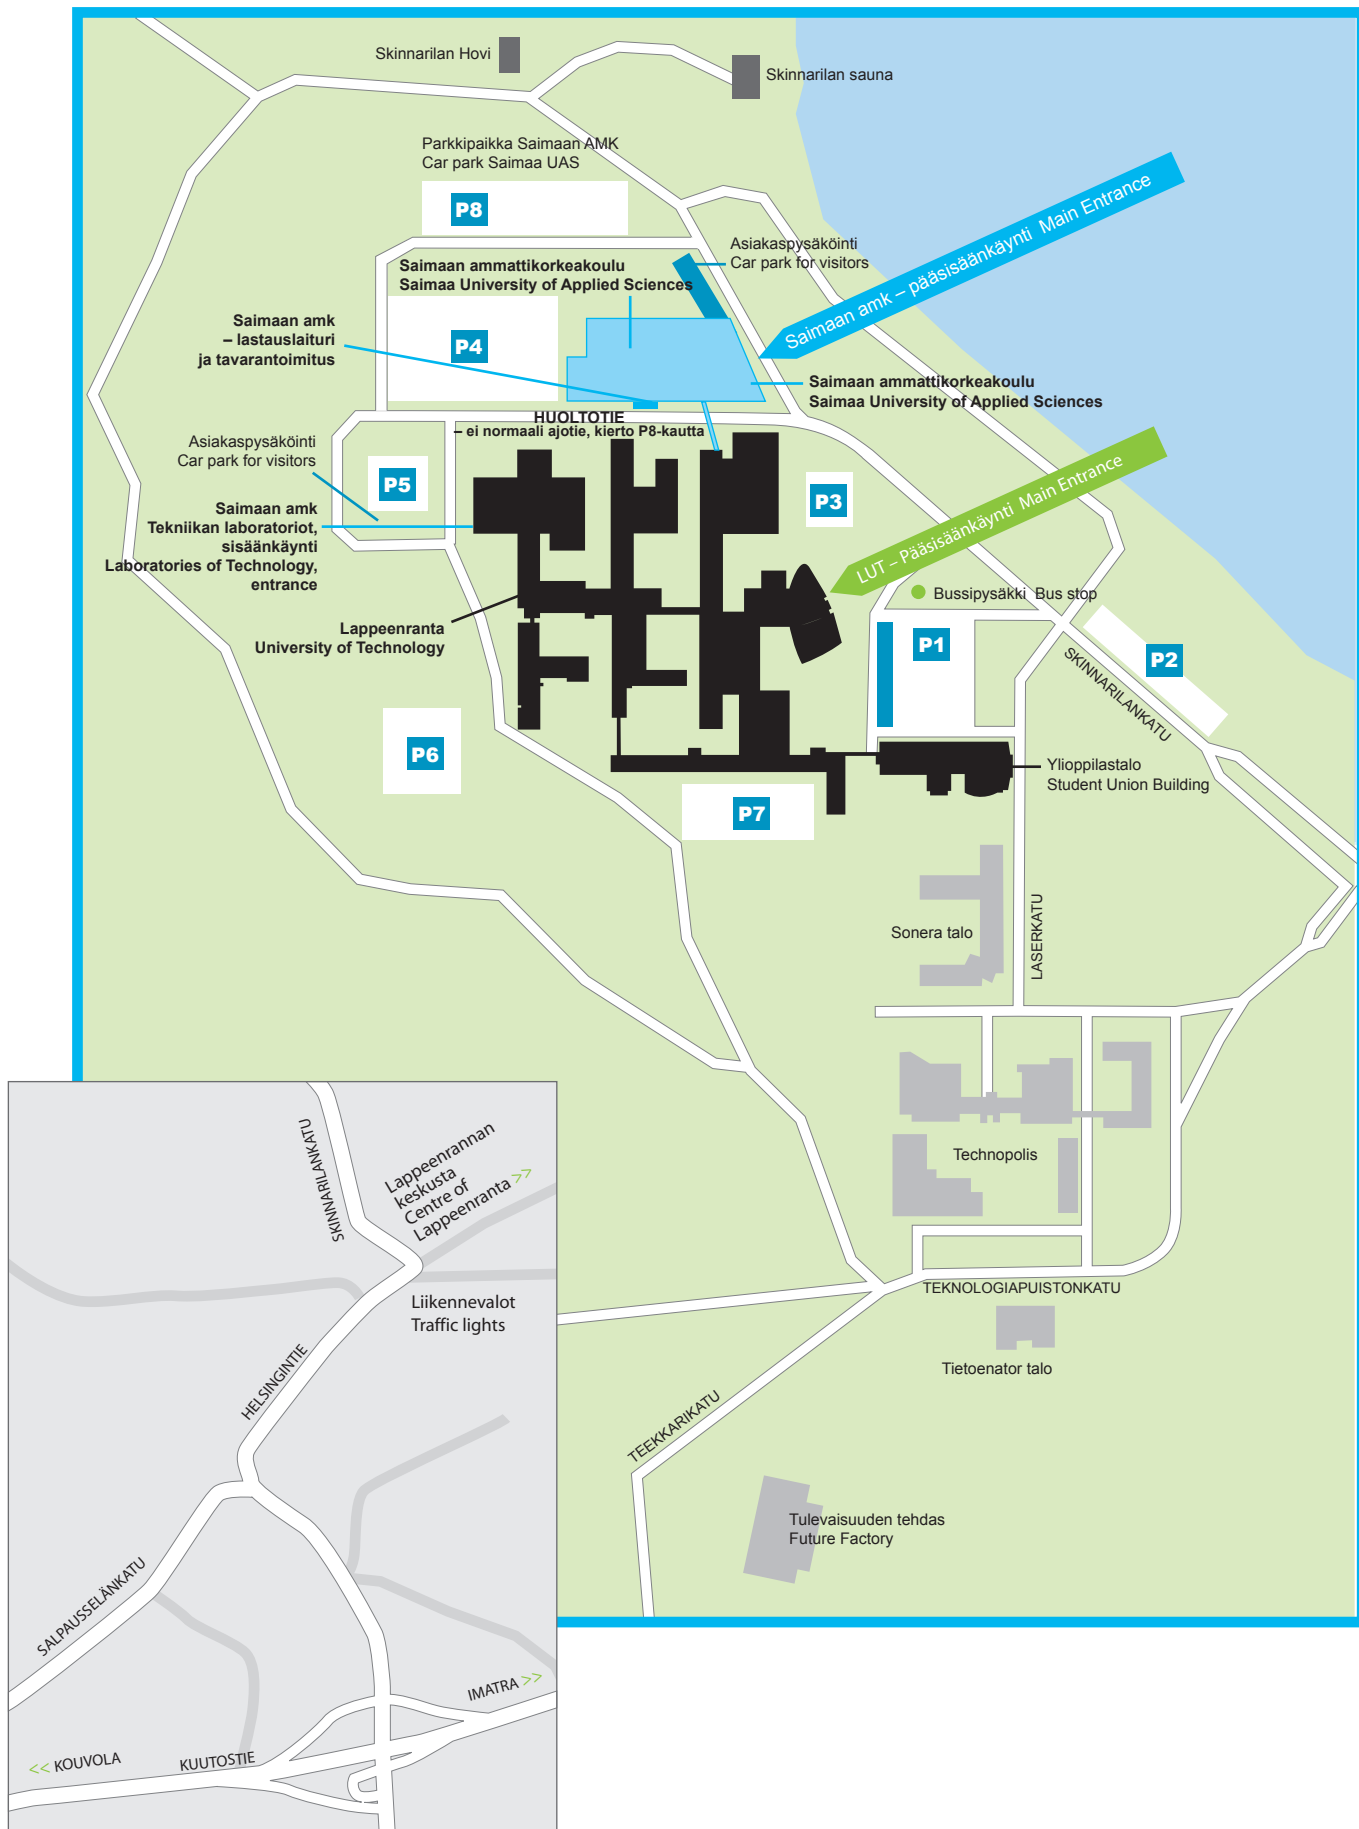 Skinnarilan Hovi
Skinnarilan sauna
Parkkipaikka Saimaan AMK
Car park Saimaa UAS
P8
Asiakaspysäköinti
Car park for visitors
Saimaan amk – pääsisäänkäynti Main Entrance
Saimaan ammattikorkeakoulu
Saimaa University of Applied Sciences
Saimaan amk
– lastauslaituri
ja tavarantoimitus
P4
Saimaan ammattikorkeakoulu
Saimaa University of Applied Sciences
HUOLTOTIE
– ei normaali ajotie, kierto P8-kautta
Asiakaspysäköinti
Car park for visitors
P5
P3
LUT – Pääsisäänkäynti Main Entrance
Saimaan amk
Tekniikan laboratoriot,
sisäänkäynti
Laboratories of Technology,
entrance
Bussipysäkki Bus stop
Lappeenranta
University of Technology
P1
P2
SKINNARILANKATU
P6
Ylioppilastalo
Student Union Building
P7
Sonera talo
LASERKATU
Technopolis
TEKNOLOGIAPUISTONKATU
Tietoenator talo
TEEKKARIKATU
Tulevaisuuden tehdas
Future Factory
SKINNARILANKATU
Lappeenrannan
keskusta
Centre of
Lappeenranta >>
Liikennevalot
Traffic lights
HELSINGINTIE
SALPAUSSELÄNKATU
IMATRA >>
<< KOUVOLA
KUUTOSTIE